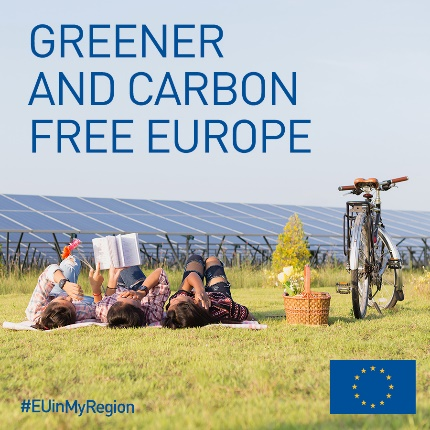 GREENER
AND CARBON
FREE EUROPE
#EUinMyRegion